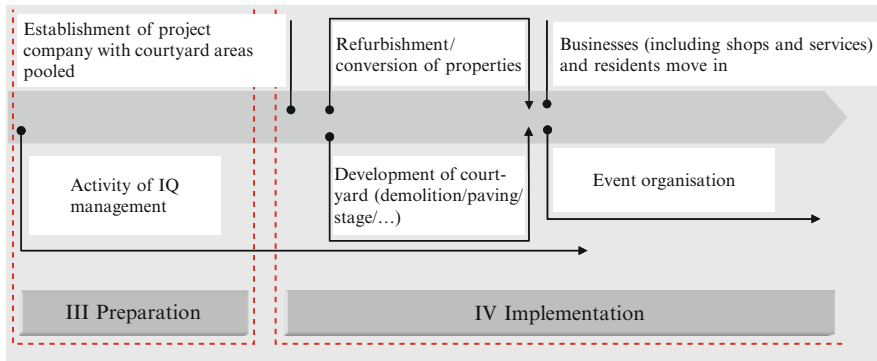 Establishment of project
company with courtyard areas
pooled
Refurbishment/
conversion of properties
Businesses (including shops and services)
and residents move in
Activity of IQ
management
Development of court-
yard (demolition/paving/
stage/…)
Event organisation
III Preparation
IV Implementation